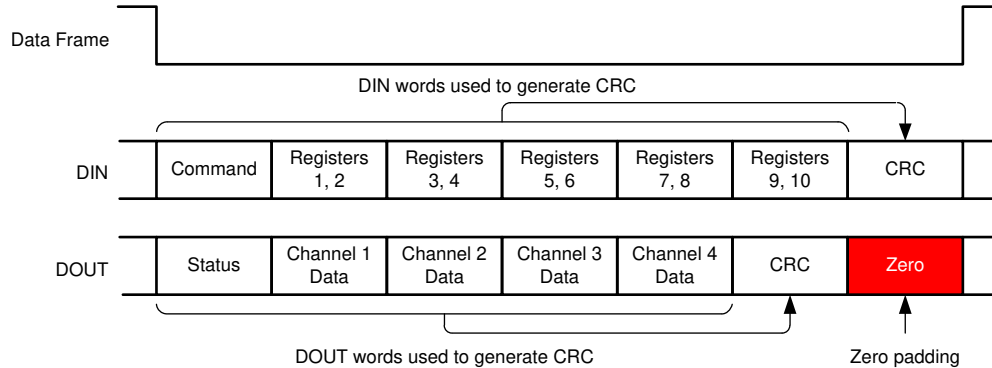 Data Frame
DIN words used to generate CRC
DIN
Command
Registers
1, 2
Registers
3, 4
Registers
5, 6
Registers
7, 8
Registers
9, 10
CRC
DOUT
Status
Channel 1
Data
Channel 2
Data
Channel 3
Data
Channel 4
Data
CRC
Zero
DOUT words used to generate CRC
Zero padding